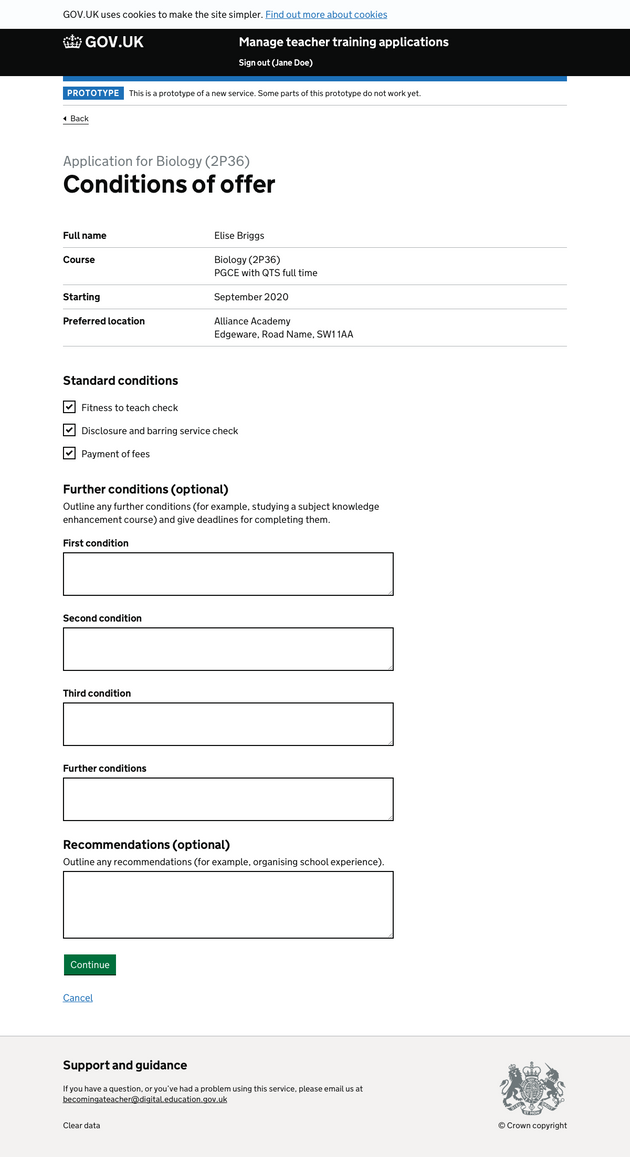 GOV.UK uses cookies to make the site simpler. Find out more about cookies
GOV.UK
Manage teacher training applications
Sign out (Jane Doe)
PROTOTYPE This is a prototype of a new service. Some parts of this prototype do not work yet.
Back
Application for Biology (2P36)
Conditions of offer
Full name Elise Briggs
Course Biology (2P36)
PGCE with QTS full time
Starting September 2020
Preferred location Alliance Academy
Edgeware, Road Name, SW1 1AA
Standard conditions
Fitness to teach check
Disclosure and barring service check
Payment of fees
Further conditions (optional)
Outline any further conditions (for example, studying a subject knowledge
enhancement course) and give deadlines for completing them.
First condition
Second condition
Third condition
Further conditions
Recommendations (optional)
Outline any recommendations (for example, organising school experience).
Continue
Cancel
Support and guidance
If you have a question, or you've had a problem using this service, please email us at
becomingateacher@digital.education.gov.uk
Clear data
© Crown copyright